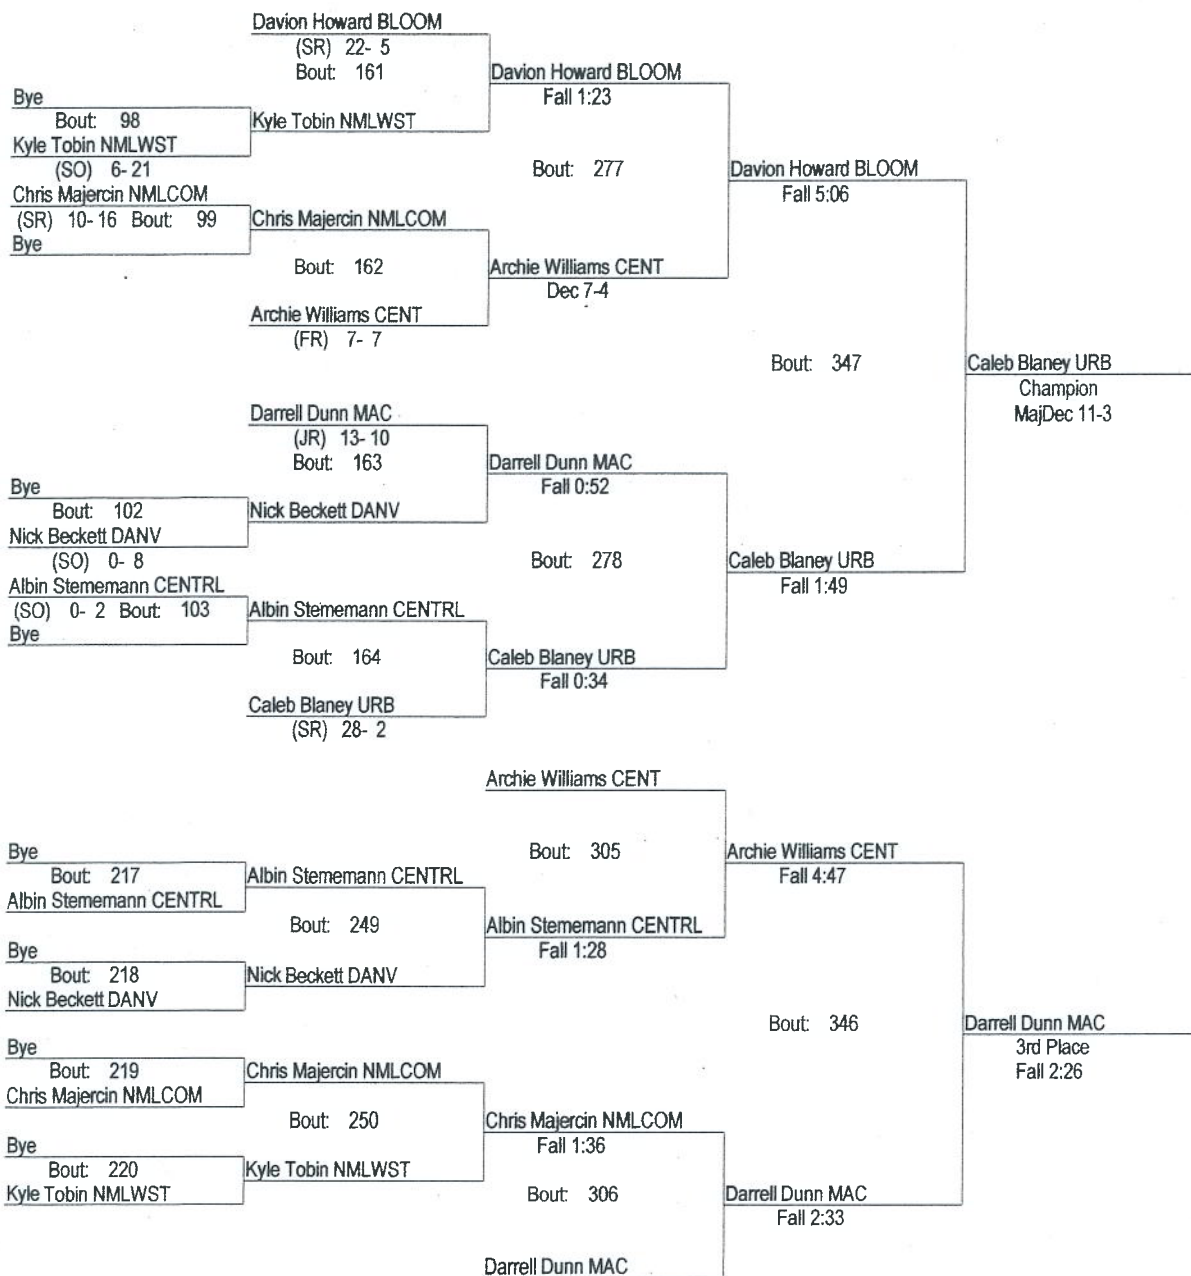 Davion Howard BLOOM
(SR) 22- 5
Bout: 161
Davion Howard BLOOM
Fall 1:23
Bye
Bout: 98
Kyle Tobin NMLWST
Kyle Tobin NMLWST
(SO) 6- 21
Bout: 277
Davion Howard BLOOM
Fall 5:06
Chris Majercin NMLCOM
(SR) 10- 16 Bout: 99
Chris Majercin NMLCOM
Bye
Bout: 162
Archie Williams CENT
Dec 7-4
Archie Williams CENT
(FR) 7- 7
Bout: 347
Caleb Blaney URB
Champion
MajDec 11-3
Darrell Dunn MAC
(JR) 13- 10
Bout: 163
Darrell Dunn MAC
Fall 0:52
Bye
Bout: 102
Nick Beckett DANV
Nick Beckett DANV
(SO) 0- 8
Bout: 278
Caleb Blaney URB
Fall 1:49
Albin Stememann CENTRL
(SO) 0- 2 Bout: 103
Albin Stememann CENTRL
Bye
Bout: 164
Caleb Blaney URB
Fall 0:34
Caleb Blaney URB
(SR) 28- 2
Archie Williams CENT
Bye
Bout: 217
Albin Stememann CENTRL
Albin Stememann CENTRL
Bout: 305
Archie Williams CENT
Fall 4:47
Bout: 249
Albin Stememann CENTRL
Fall 1:28
Bye
Bout: 218
Nick Beckett DANV
Nick Beckett DANV
Bout: 346
Darrell Dunn MAC
3rd Place
Fall 2:26
Bye
Bout: 219
Chris Majercin NMLCOM
Chris Majercin NMLCOM
Bout: 250
Chris Majercin NMLCOM
Fall 1:36
Bye
Bout: 220
Kyle Tobin NMLWST
Kyle Tobin NMLWST
Bout: 306
Darrell Dunn MAC
Fall 2:33
Darrell Dunn MAC